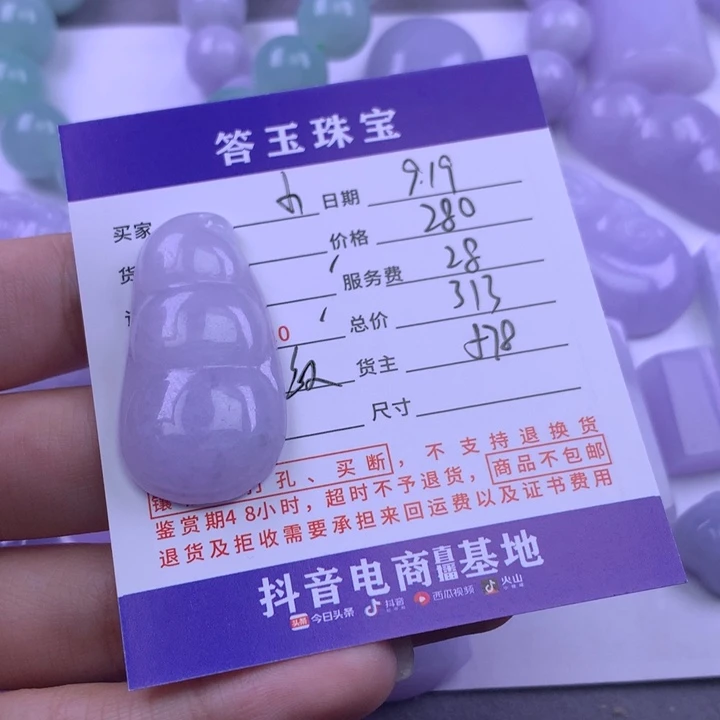 答玉珠宝
买家 日期 9.19
货 价格 280
服务费 28
0 总价 313
货主
尺寸
孔、买断，不支持退换货
鉴赏期48小时，超时不予退货，商品不包邮
退货及拒收需要承担来回运费以及证书费用
抖音电商直播基地
头条 今日头条 抖音 西瓜视频 火山